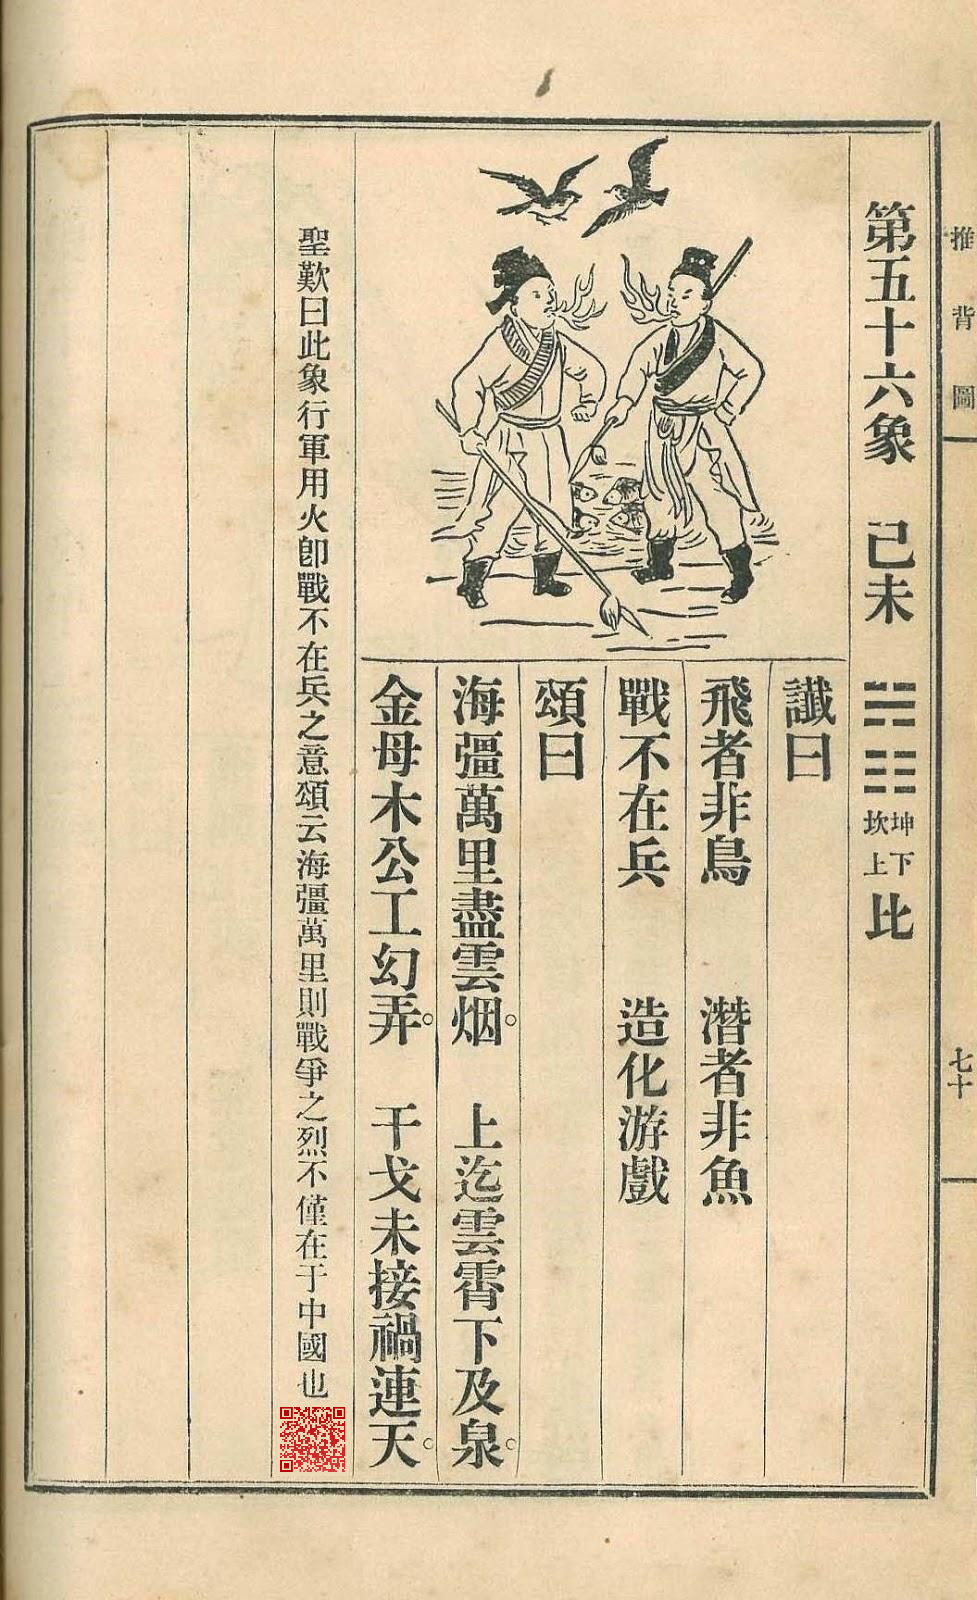 推背圖
七十
第五十六象 己未 坤下坎上 比
讖曰
飛者非鳥 潛者非魚
戰不在兵 造化游戲
頌曰
海疆萬里盡雲烟。上迄雲霄下及泉。
金母木公工幻弄。干戈未接禍連天。
聖歎曰此象行軍用火卽戰不在兵之意頌云海疆萬里則戰爭之烈不僅在于中國也